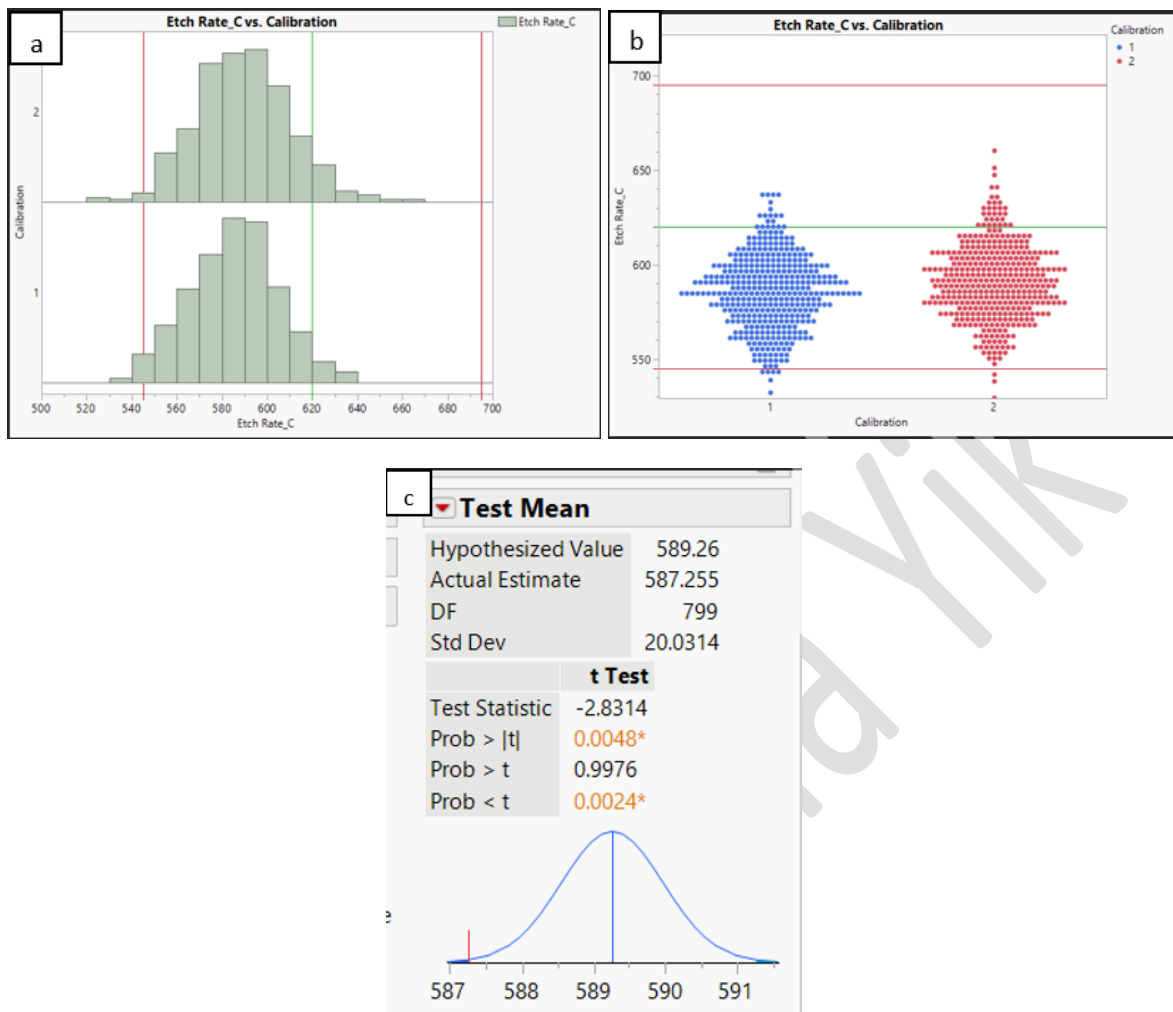 a
Etch Rate_C vs. Calibration
Etch Rate_C
2
1
Calibration
500 520 540 560 580 600 620 640 660 680 700
Etch Rate_C
b
Etch Rate_C vs. Calibration
Calibration
1
2
700
650
600
550
Etch Rate_C
1 2
Calibration
c
Test Mean
Hypothesized Value 589.26
Actual Estimate 587.255
DF 799
Std Dev 20.0314
t Test
Test Statistic -2.8314
Prob > |t| 0.0048*
Prob > t 0.9976
Prob < t 0.0024*
587 588 589 590 591
e
d Yik